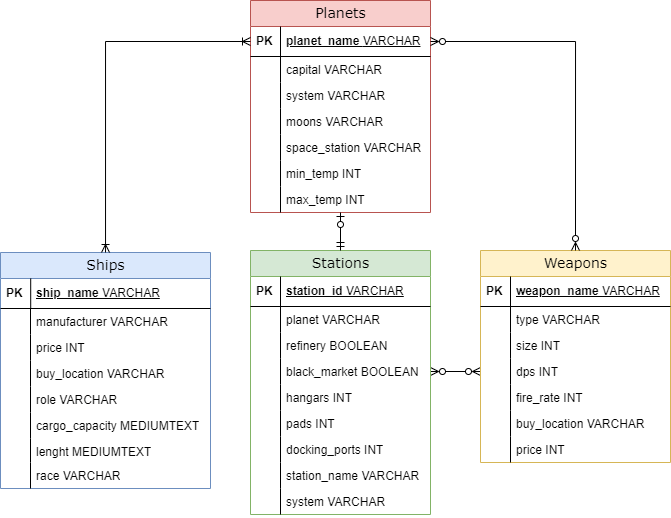 Planets
PK planet_name VARCHAR
capital VARCHAR
system VARCHAR
moons VARCHAR
space_station VARCHAR
min_temp INT
max_temp INT
Ships
PK ship_name VARCHAR
manufacturer VARCHAR
price INT
buy_location VARCHAR
role VARCHAR
cargo_capacity MEDIUMTEXT
lenght MEDIUMTEXT
race VARCHAR
Stations
PK station_id VARCHAR
planet VARCHAR
refinery BOOLEAN
black_market BOOLEAN
hangars INT
pads INT
docking_ports INT
station_name VARCHAR
system VARCHAR
Weapons
PK weapon_name VARCHAR
type VARCHAR
size INT
dps INT
fire_rate INT
buy_location VARCHAR
price INT